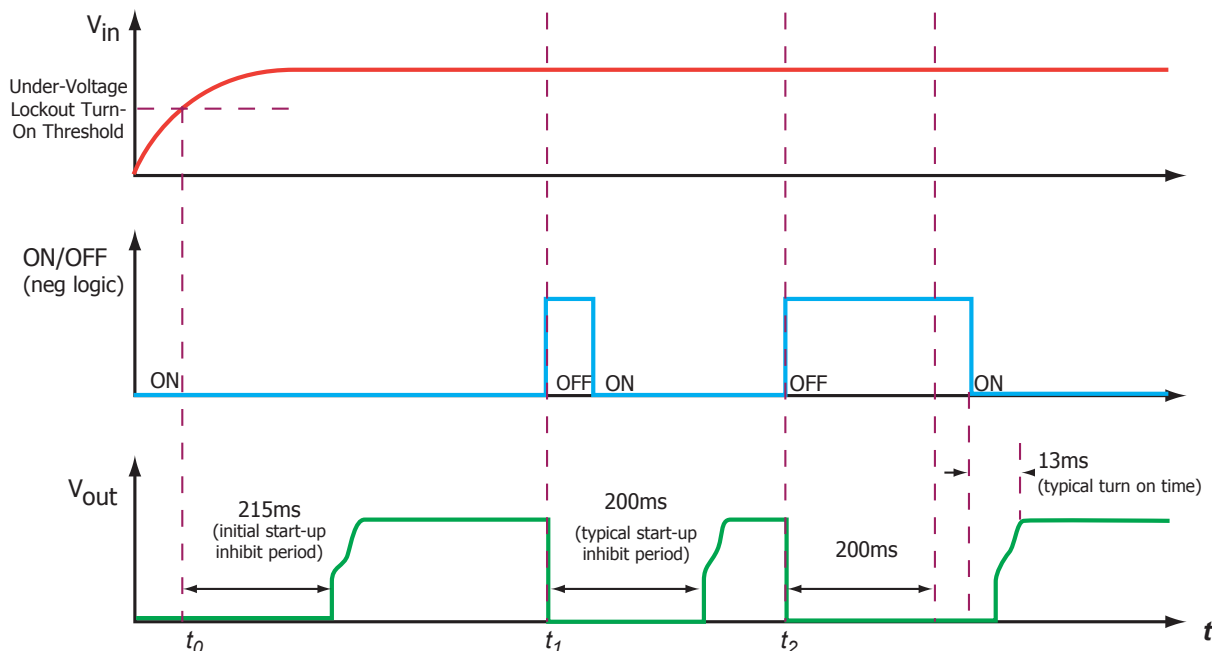 Vin
Under-Voltage
Lockout Turn-
On Threshold
ON/OFF
(neg logic)
ON
OFF
ON
OFF
ON
Vout
215ms
(initial start-up
inhibit period)
200ms
(typical start-up
inhibit period)
200ms
13ms
(typical turn on time)
t0
t1
t2
t